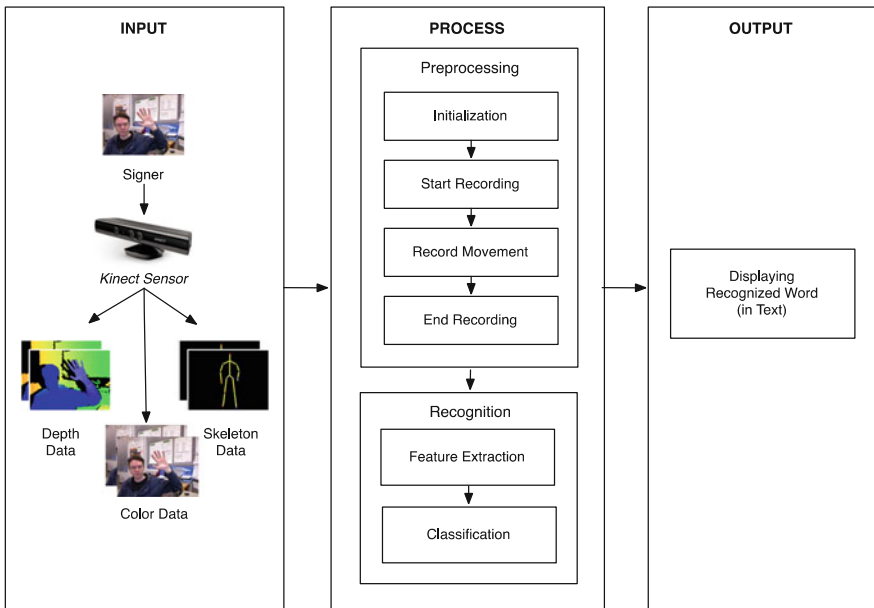 INPUT
Signer
Kinect Sensor
Depth
Data
Skeleton
Data
Color Data
PROCESS
Preprocessing
Initialization
Start Recording
Record Movement
End Recording
Recognition
Feature Extraction
Classification
OUTPUT
Displaying
Recognized Word
(in Text)